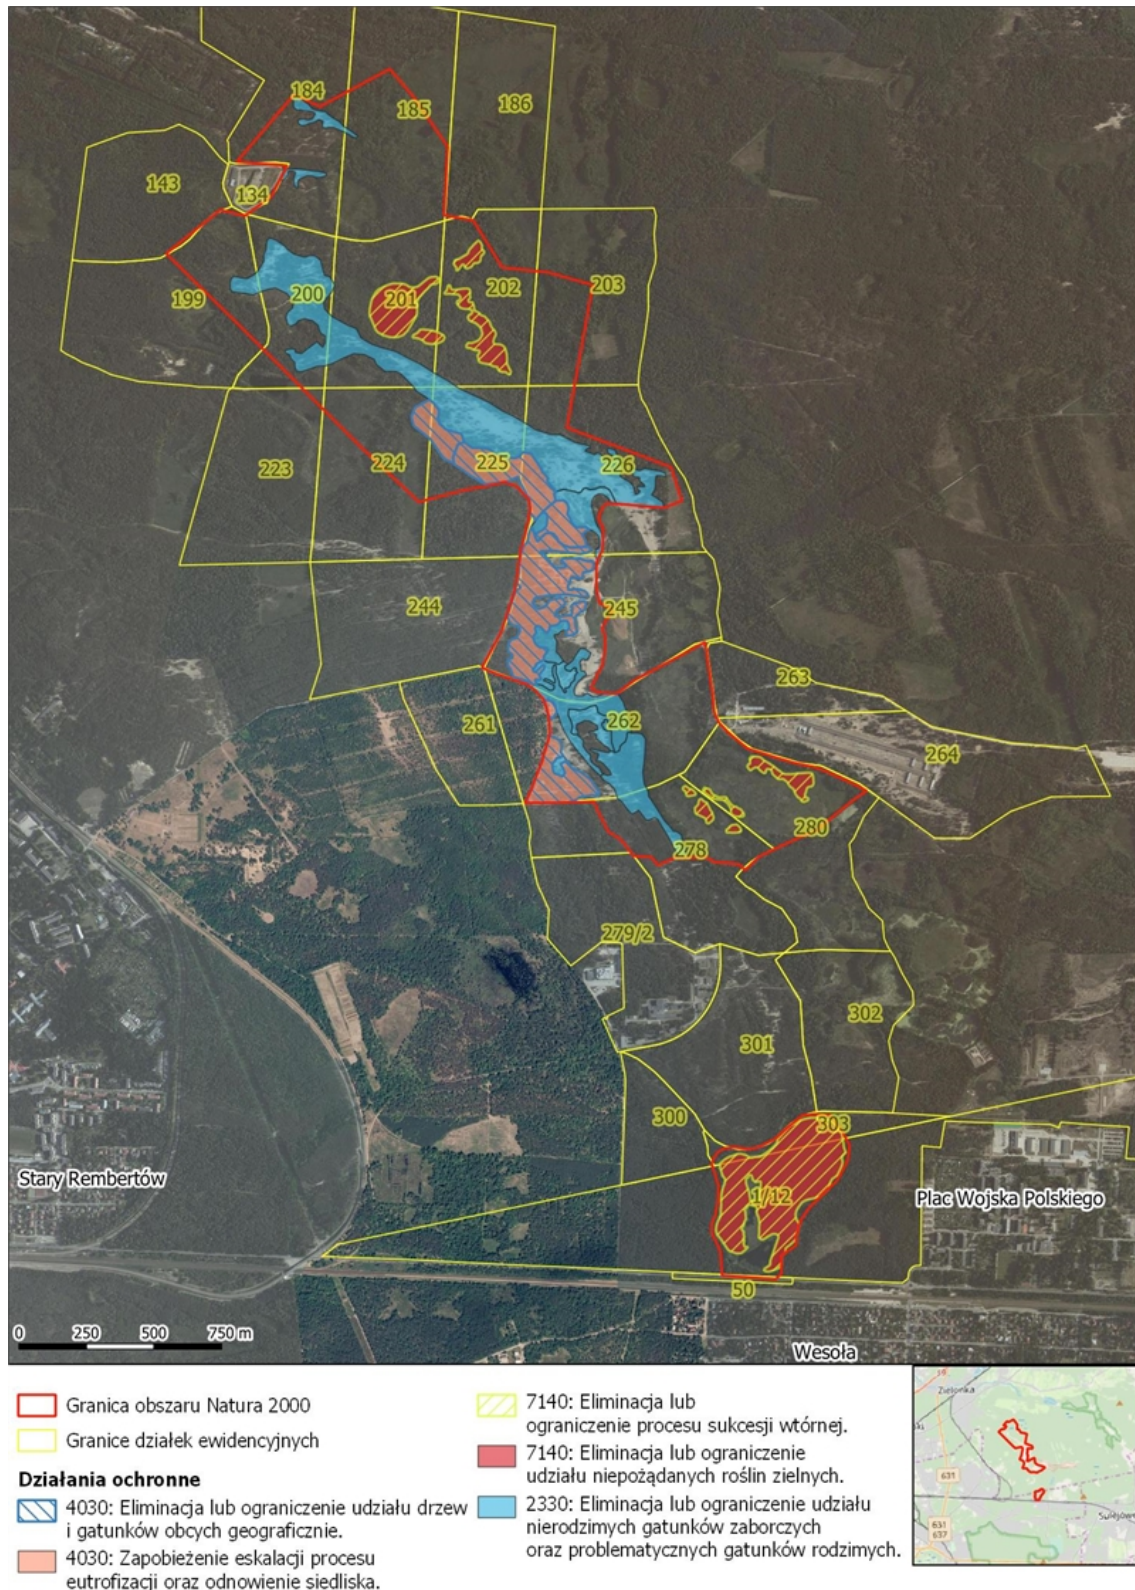 184
185
186
143
134
199
200
201
202
203
223
224
225
226
244
245
261
262
263
264
278
280
279/2
301
302
300
303
1/12
50
Stary Rembertów
Plac Wojska Polskiego
Wesoła
0 250 500 750 m
Granica obszaru Natura 2000
Granice działek ewidencyjnych
Działania ochronne
4030: Eliminacja lub ograniczenie udziału drzew
i gatunków obcych geograficznie.
4030: Zapobieżenie eskalacji procesu
eutrofizacji oraz odnowienie siedliska.
7140: Eliminacja lub
ograniczenie procesu sukcesji wtórnej.
7140: Eliminacja lub ograniczenie
udziału niepożądanych roślin zielnych.
2330: Eliminacja lub ograniczenie udziału
nierodzimych gatunków zaborczych
oraz problematycznych gatunków rodzimych.
Zielonka
631
631
637
Sulejów